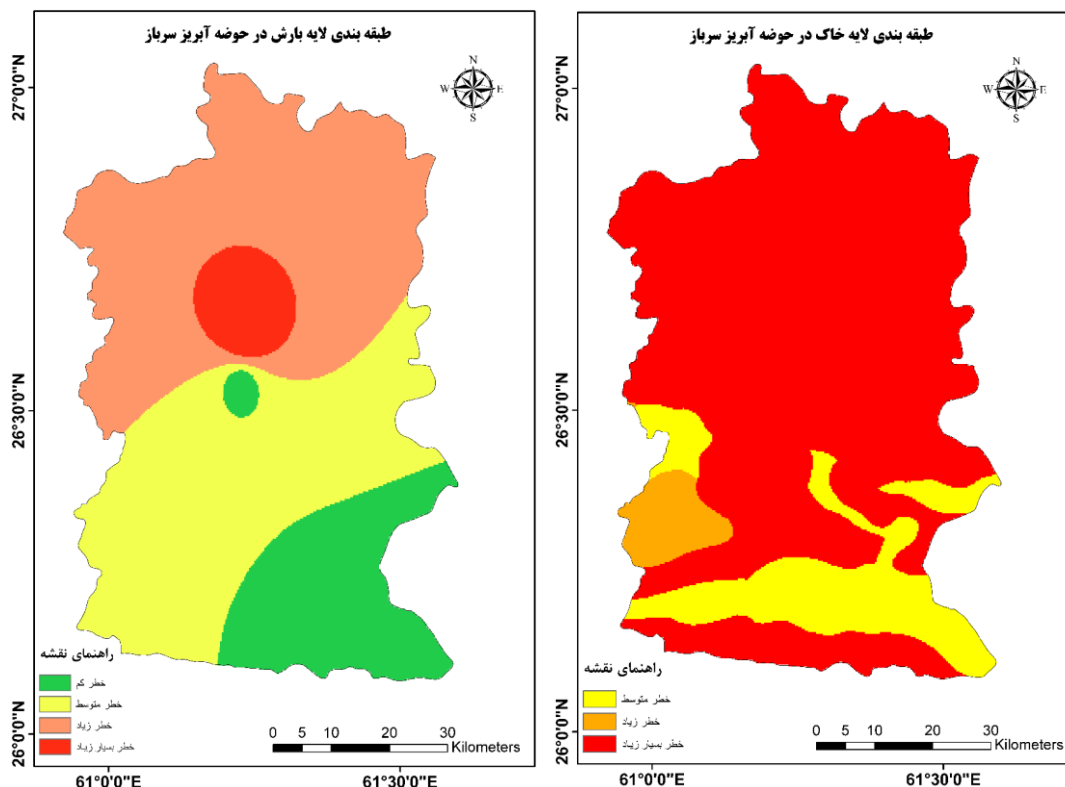 طبقه بندی لایه بارش در حوضه آبریز سرباز
N
W E
S
27°0'0"N
26°30'0"N
26°0'0"N
راهنمای نقشه
خطر کم
خطر متوسط
خطر زیاد
خطر بسیار زیاد
0 5 10 20 30
Kilometers
61°0'0"E 61°30'0"E
طبقه بندی لایه خاک در حوضه آبریز سرباز
N
W E
S
27°0'0"N
26°30'0"N
26°0'0"N
راهنمای نقشه
خطر متوسط
خطر زیاد
خطر بسیار زیاد
0 5 10 20 30
Kilometers
61°0'0"E 61°30'0"E